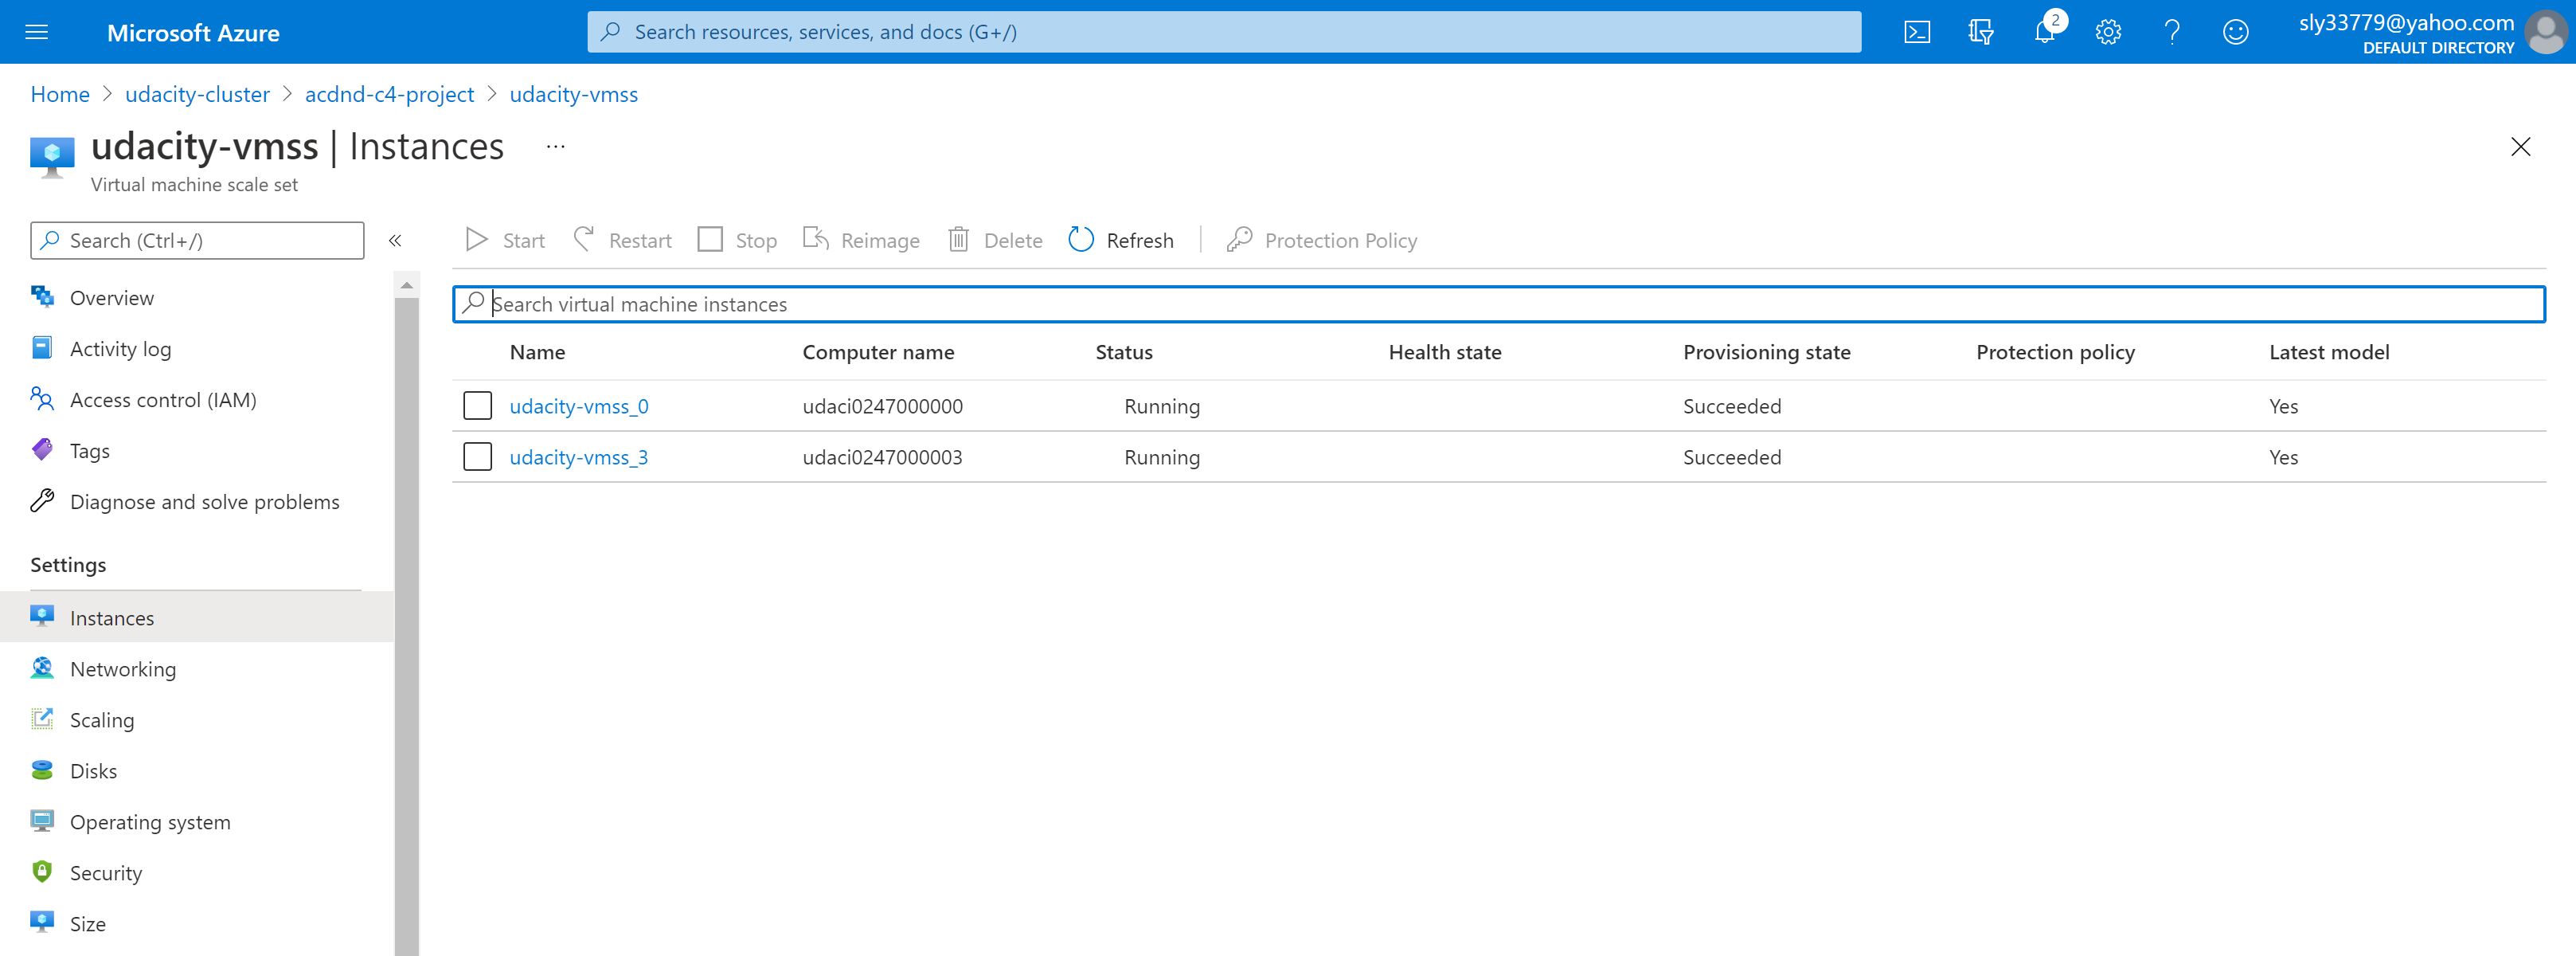 Microsoft Azure
Search resources, services, and docs (G+/)
2
sly33779@yahoo.com
DEFAULT DIRECTORY
Home > udacity-cluster > acdnd-c4-project > udacity-vmss
udacity-vmss | Instances ...
Virtual machine scale set
Search (Ctrl+/) «
Overview
Activity log
Access control (IAM)
Tags
Diagnose and solve problems
Settings
Instances
Networking
Scaling
Disks
Operating system
Security
Size
Start Restart Stop Reimage Delete Refresh Protection Policy
Search virtual machine instances
Name Computer name Status Health state Provisioning state Protection policy Latest model
udacity-vmss_0 udaci0247000000 Running Succeeded Yes
udacity-vmss_3 udaci0247000003 Running Succeeded Yes